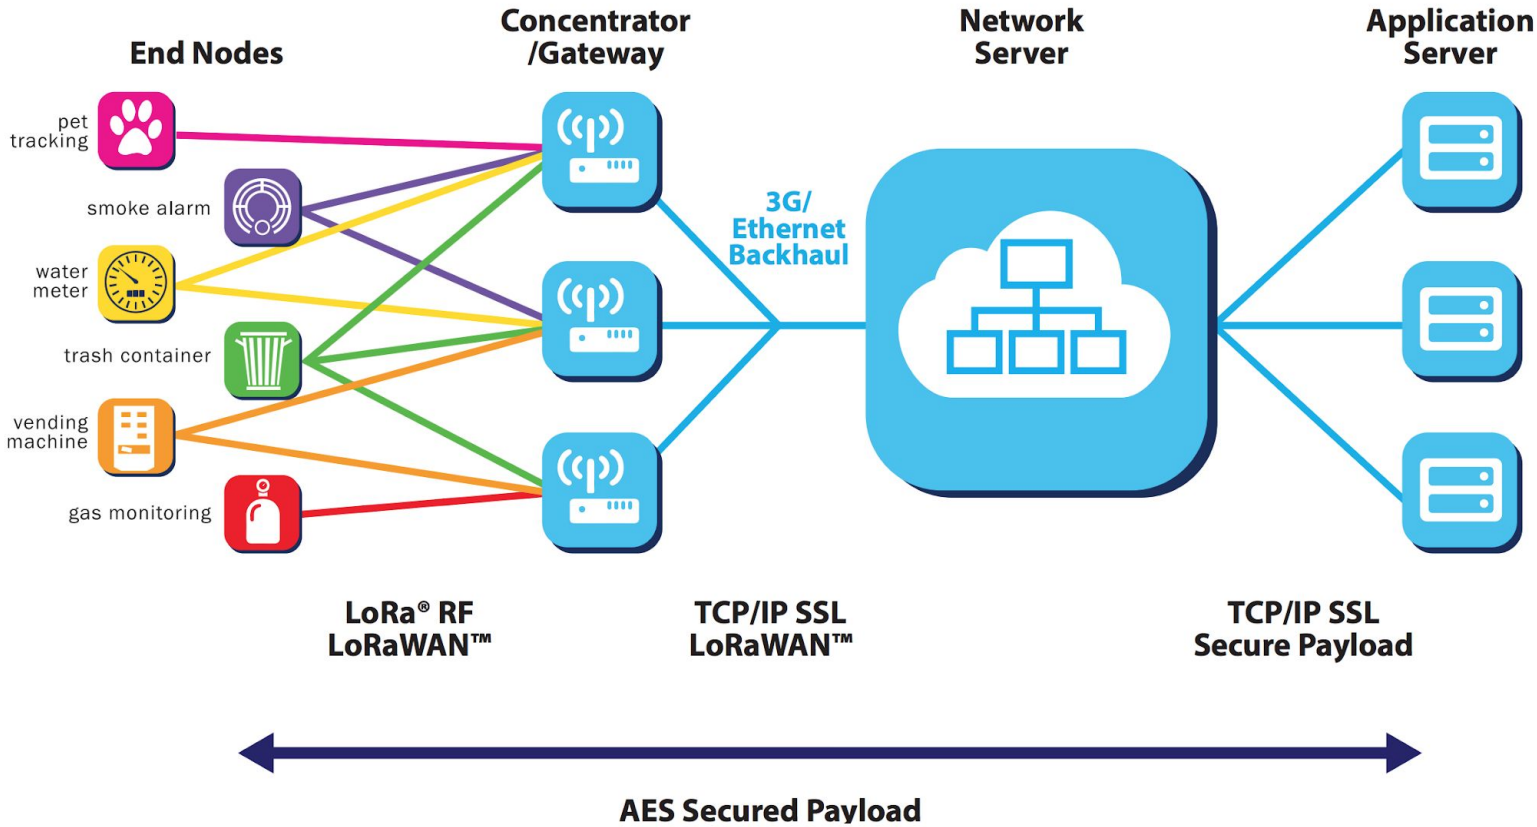 End Nodes
Concentrator
/Gateway
Network
Server
Application
Server
pet
tracking
smoke alarm
water
meter
trash container
vending
machine
gas monitoring
3G/
Ethernet
Backhaul
LoRa® RF
LoRaWAN™
TCP/IP SSL
LoRaWAN™
TCP/IP SSL
Secure Payload
AES Secured Payload